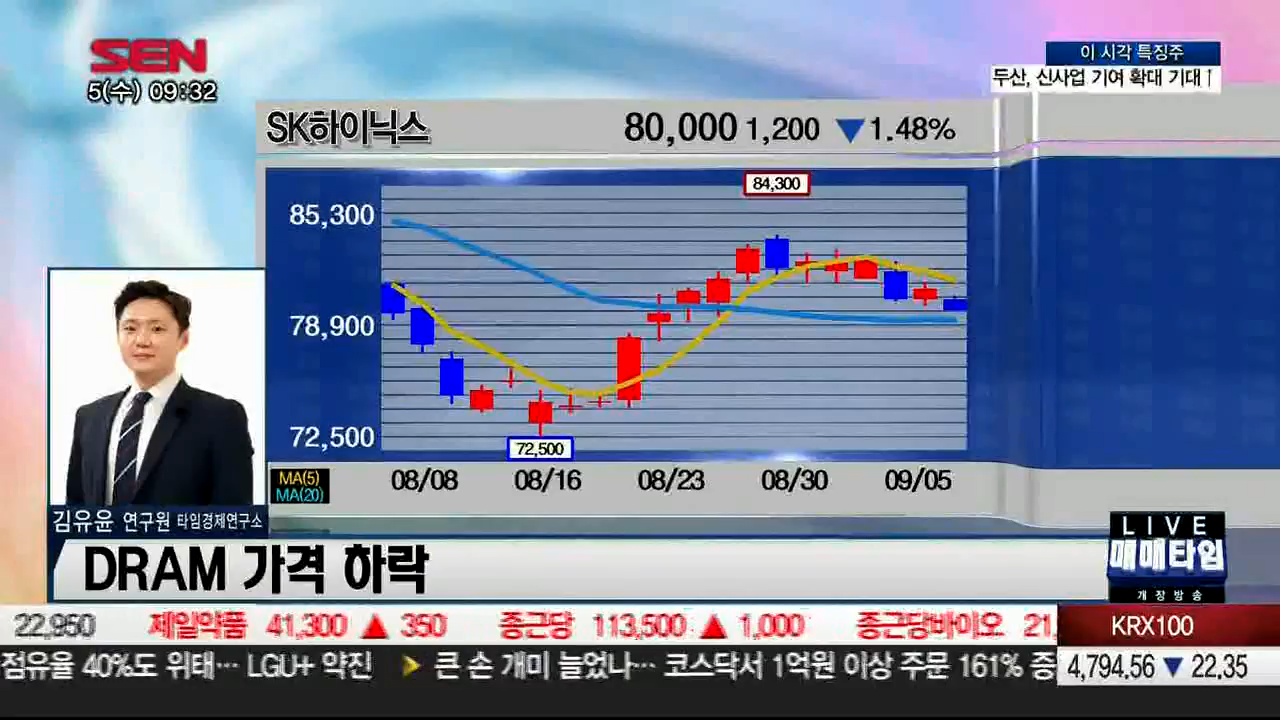 SEN
5(수) 09:32
이 시각 특징주
두산, 신사업 기여 확대 기대↑
SK하이닉스 80,000 1,200 ▼1.48%
84,300
85,300
78,900
72,500
72,500
MA(5)
MA(20)
08/08 08/16 08/23 08/30 09/05
김유윤 연구원 타임경제연구소
DRAM 가격 하락
LIVE
매매타임
개장방송
22,950 제일약품 41,300 ▲ 350 종근당 113,500 ▲ 1,000 종근당바이오 21,
KRX100
점유율 40%도 위태… LGU+ 약진 > 큰 손 개미 늘었나… 코스닥서 1억원 이상 주문 161% 증
4,794.56 ▼ 22.35